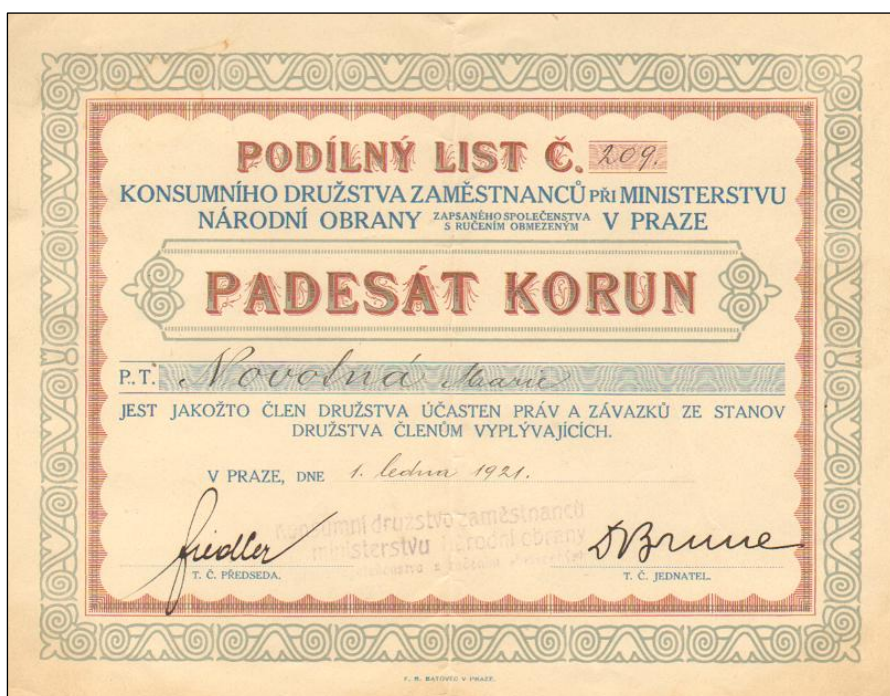 PODÍLNÝ LIST Č. 209.
KONSUMNÍHO DRUŽSTVA ZAMĚSTNANCŮ PŘI MINISTERSTVU
NÁRODNÍ OBRANY ZAPSANÉHO SPOLEČENSTVA S RUČENÍM OBMEZENÝM V PRAZE
PADESÁT KORUN
P. T. Novotná Marie
JEST JAKOŽTO ČLEN DRUŽSTVA ÚČASTEN PRÁV A ZÁVAZKŮ ZE STANOV
DRUŽSTVA ČLENŮM VYPLÝVAJÍCÍCH.
V PRAZE, DNE 1. ledna 1921.
Konsumní družstvo zaměstnanců
ministerstvu národní obrany
společenstvo s ručením
Fiedler
T. Č. PŘEDSEDA.
T. Č. JEDNATEL.
BATOVEC V PRAZE.